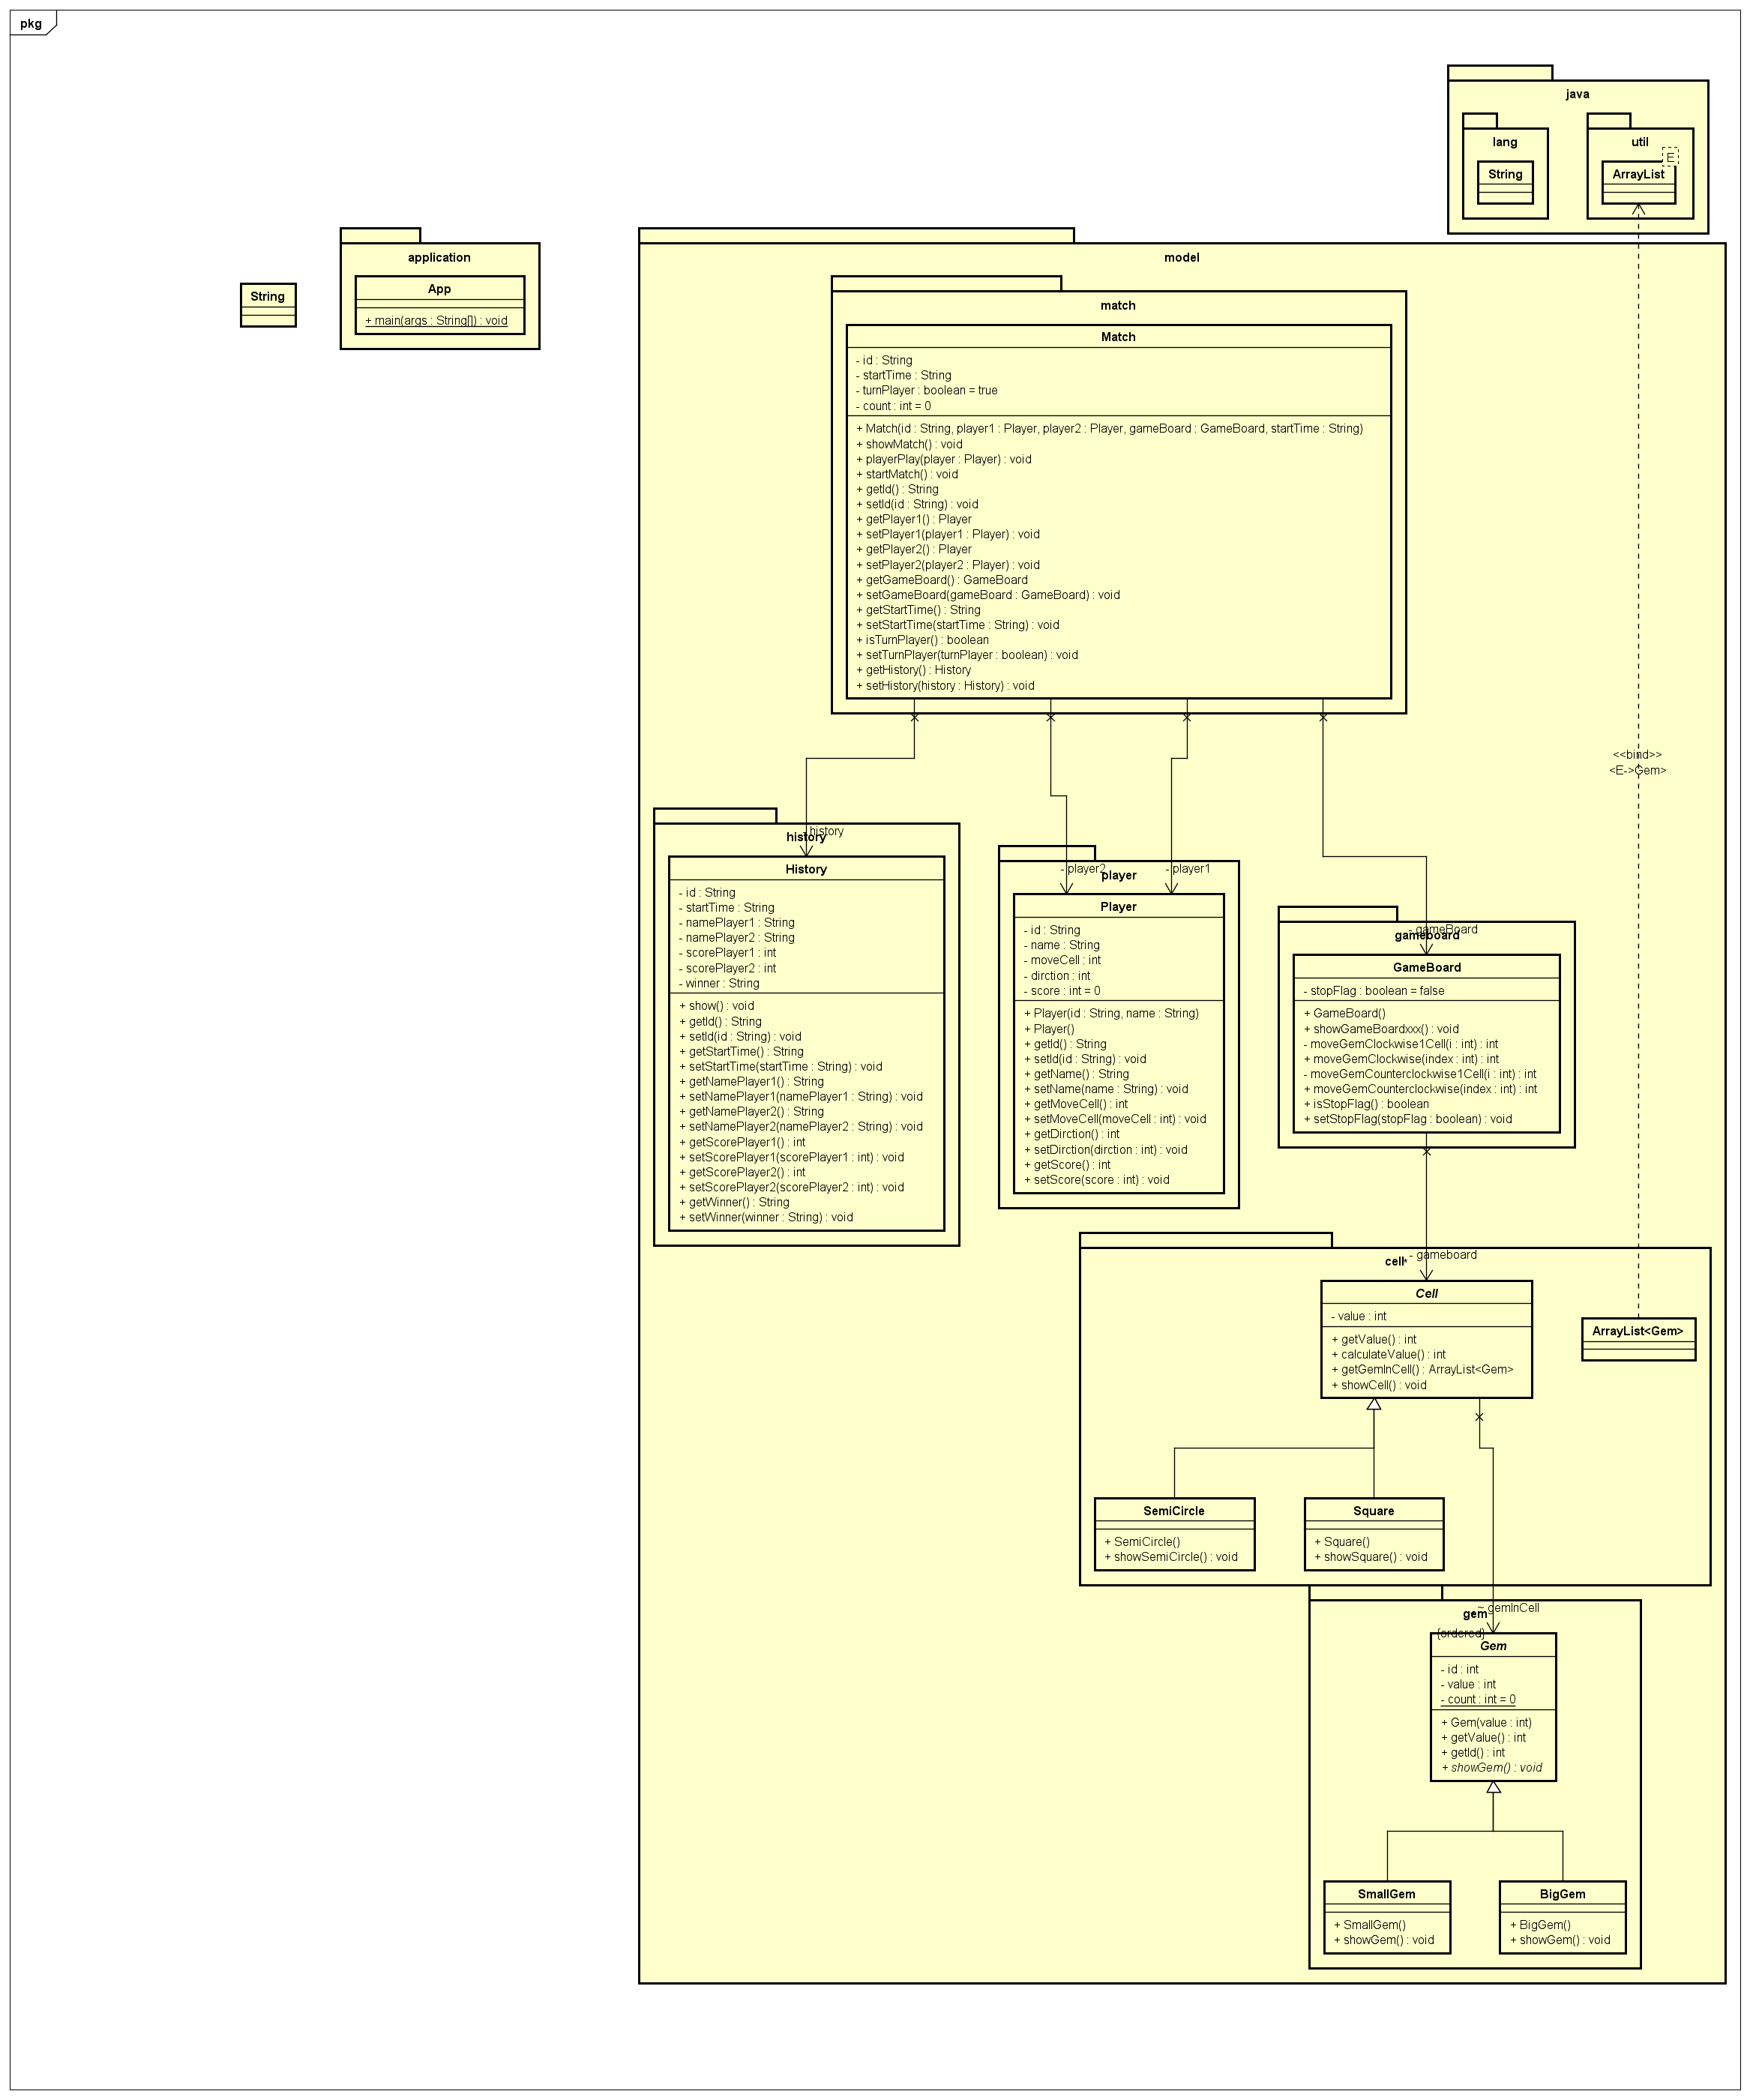 pkg
java
lang
String
util
E
ArrayList
application
App
+ main(args : String[]) : void
String
model
match
Match
- id : String
- startTime : String
- turnPlayer : boolean = true
- count : int = 0
+ Match(id : String, player1 : Player, player2 : Player, gameBoard : GameBoard, startTime : String)
+ showMatch() : void
+ playerPlay(player : Player) : void
+ startMatch() : void
+ getId() : String
+ setId(id : String) : void
+ getPlayer1() : Player
+ setPlayer1(player1 : Player) : void
+ getPlayer2() : Player
+ setPlayer2(player2 : Player) : void
+ getGameBoard() : GameBoard
+ setGameBoard(gameBoard : GameBoard) : void
+ getStartTime() : String
+ setStartTime(startTime : String) : void
+ isTurnPlayer() : boolean
+ setTurnPlayer(turnPlayer : boolean) : void
+ getHistory() : History
+ setHistory(history : History) : void
<<bind>>
<E->Gem>
- history
history
History
- id : String
- startTime : String
- namePlayer1 : String
- namePlayer2 : String
- scorePlayer1 : int
- scorePlayer2 : int
- winner : String
+ show() : void
+ getId() : String
+ setId(id : String) : void
+ getStartTime() : String
+ setStartTime(startTime : String) : void
+ getNamePlayer1() : String
+ setNamePlayer1(namePlayer1 : String) : void
+ getNamePlayer2() : String
+ setNamePlayer2(namePlayer2 : String) : void
+ getScorePlayer1() : int
+ setScorePlayer1(scorePlayer1 : int) : void
+ getScorePlayer2() : int
+ setScorePlayer2(scorePlayer2 : int) : void
+ getWinner() : String
+ setWinner(winner : String) : void
- player2
- player1
player
Player
- id : String
- name : String
- moveCell : int
- dirction : int
- score : int = 0
+ Player(id : String, name : String)
+ Player()
+ getId() : String
+ setId(id : String) : void
+ getName() : String
+ setName(name : String) : void
+ getMoveCell() : int
+ setMoveCell(moveCell : int) : void
+ getDirction() : int
+ setDirction(dirction : int) : void
+ getScore() : int
+ setScore(score : int) : void
- gameBoard
gameboard
GameBoard
- stopFlag : boolean = false
+ GameBoard()
+ showGameBoardxxx() : void
- moveGemClockwise1Cell(i : int) : int
+ moveGemClockwise(index : int) : int
- moveGemCounterclockwise1Cell(i : int) : int
+ moveGemCounterclockwise(index : int) : int
+ isStopFlag() : boolean
+ setStopFlag(stopFlag : boolean) : void
- gameboard
cell
*
Cell
- value : int
+ getValue() : int
+ calculateValue() : int
+ getGemInCell() : ArrayList<Gem>
+ showCell() : void
ArrayList<Gem>
SemiCircle
+ SemiCircle()
+ showSemiCircle() : void
Square
+ Square()
+ showSquare() : void
~ gemInCell
gem
{ordered}
Gem
- id : int
- value : int
- count : int = 0
+ Gem(value : int)
+ getValue() : int
+ getId() : int
+ showGem() : void
SmallGem
+ SmallGem()
+ showGem() : void
BigGem
+ BigGem()
+ showGem() : void